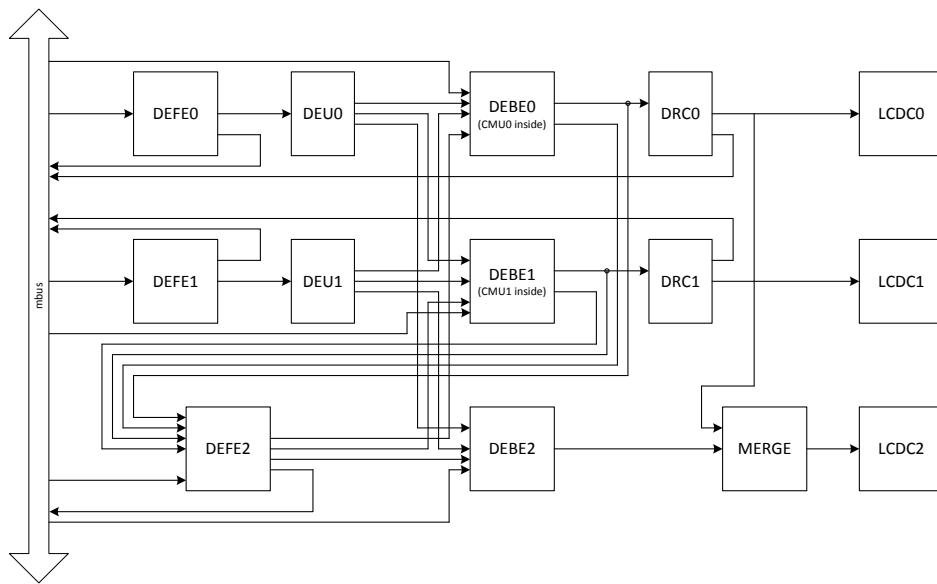 DEFE0
DEU0
DEBE0
(CMU0 inside)
DRC0
LCDC0
mbus
DEFE1
DEU1
DEBE1
(CMU1 inside)
DRC1
LCDC1
DEFE2
DEBE2
MERGE
LCDC2